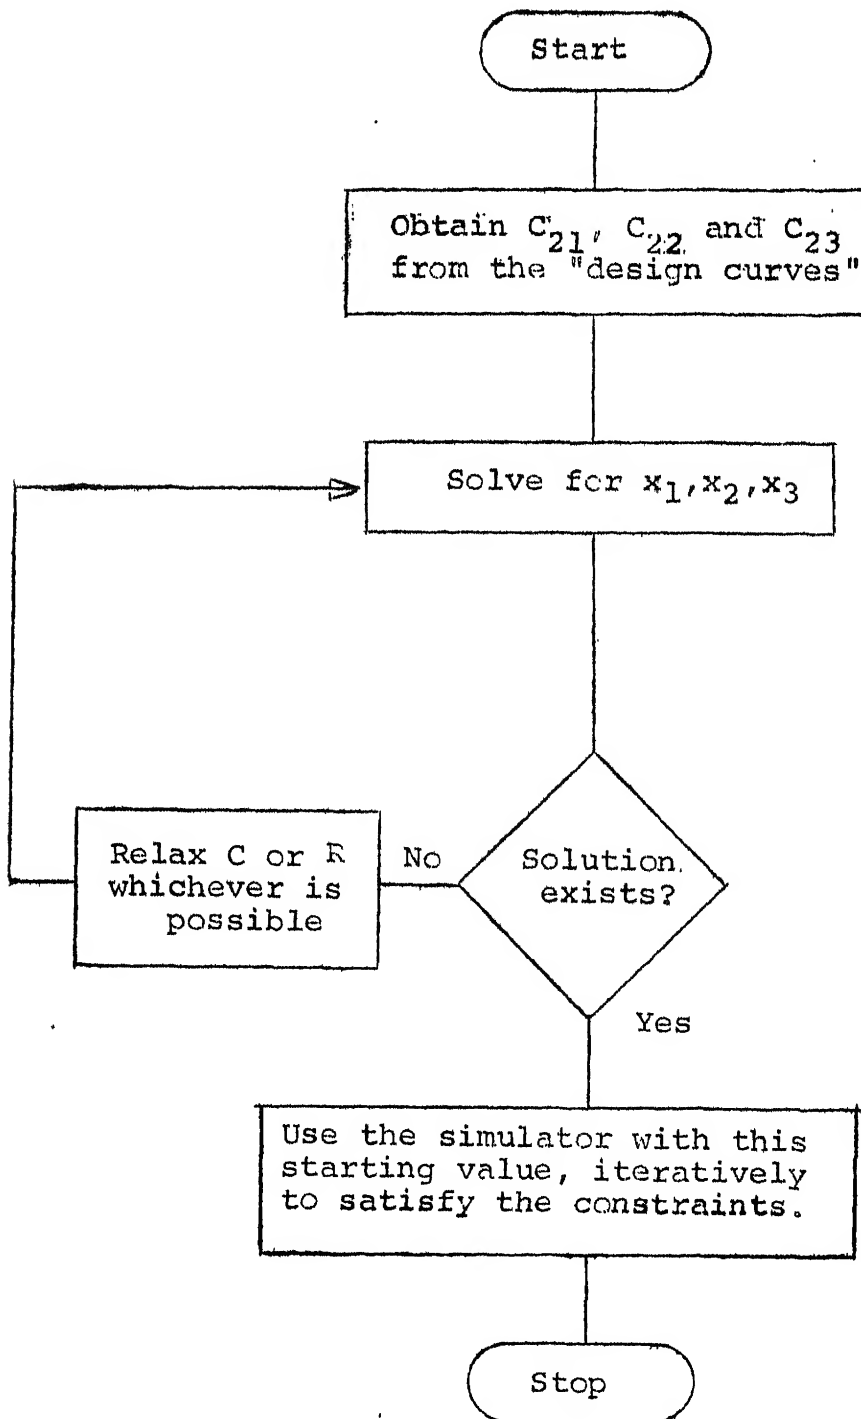 Start
Obtain C₂₁, C₂₂ and C₂₃
from the "design curves"
Solve for x₁,x₂,x₃
Relax C or R
whichever is
possible
No
Solution
exists?
Yes
Use the simulator with this
starting value, iteratively
to satisfy the constraints.
Stop